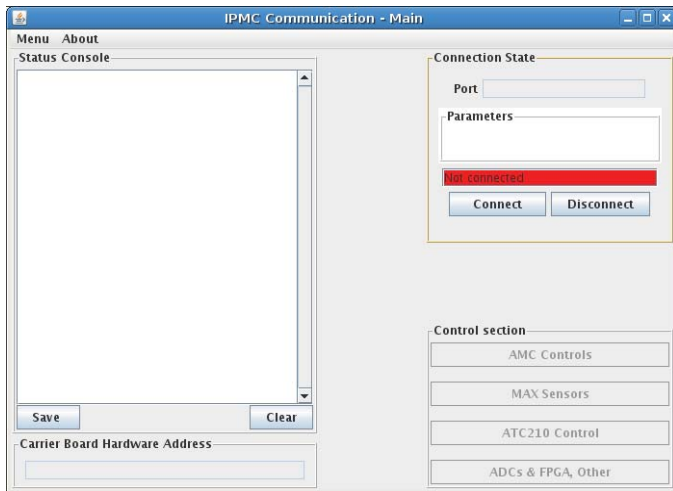 IPMC Communication - Main
Menu About
Status Console
Save Clear
Carrier Board Hardware Address
Connection State
Port
Parameters
Not connected
Connect Disconnect
Control section
AMC Controls
MAX Sensors
ATC210 Control
ADCs & FPGA, Other